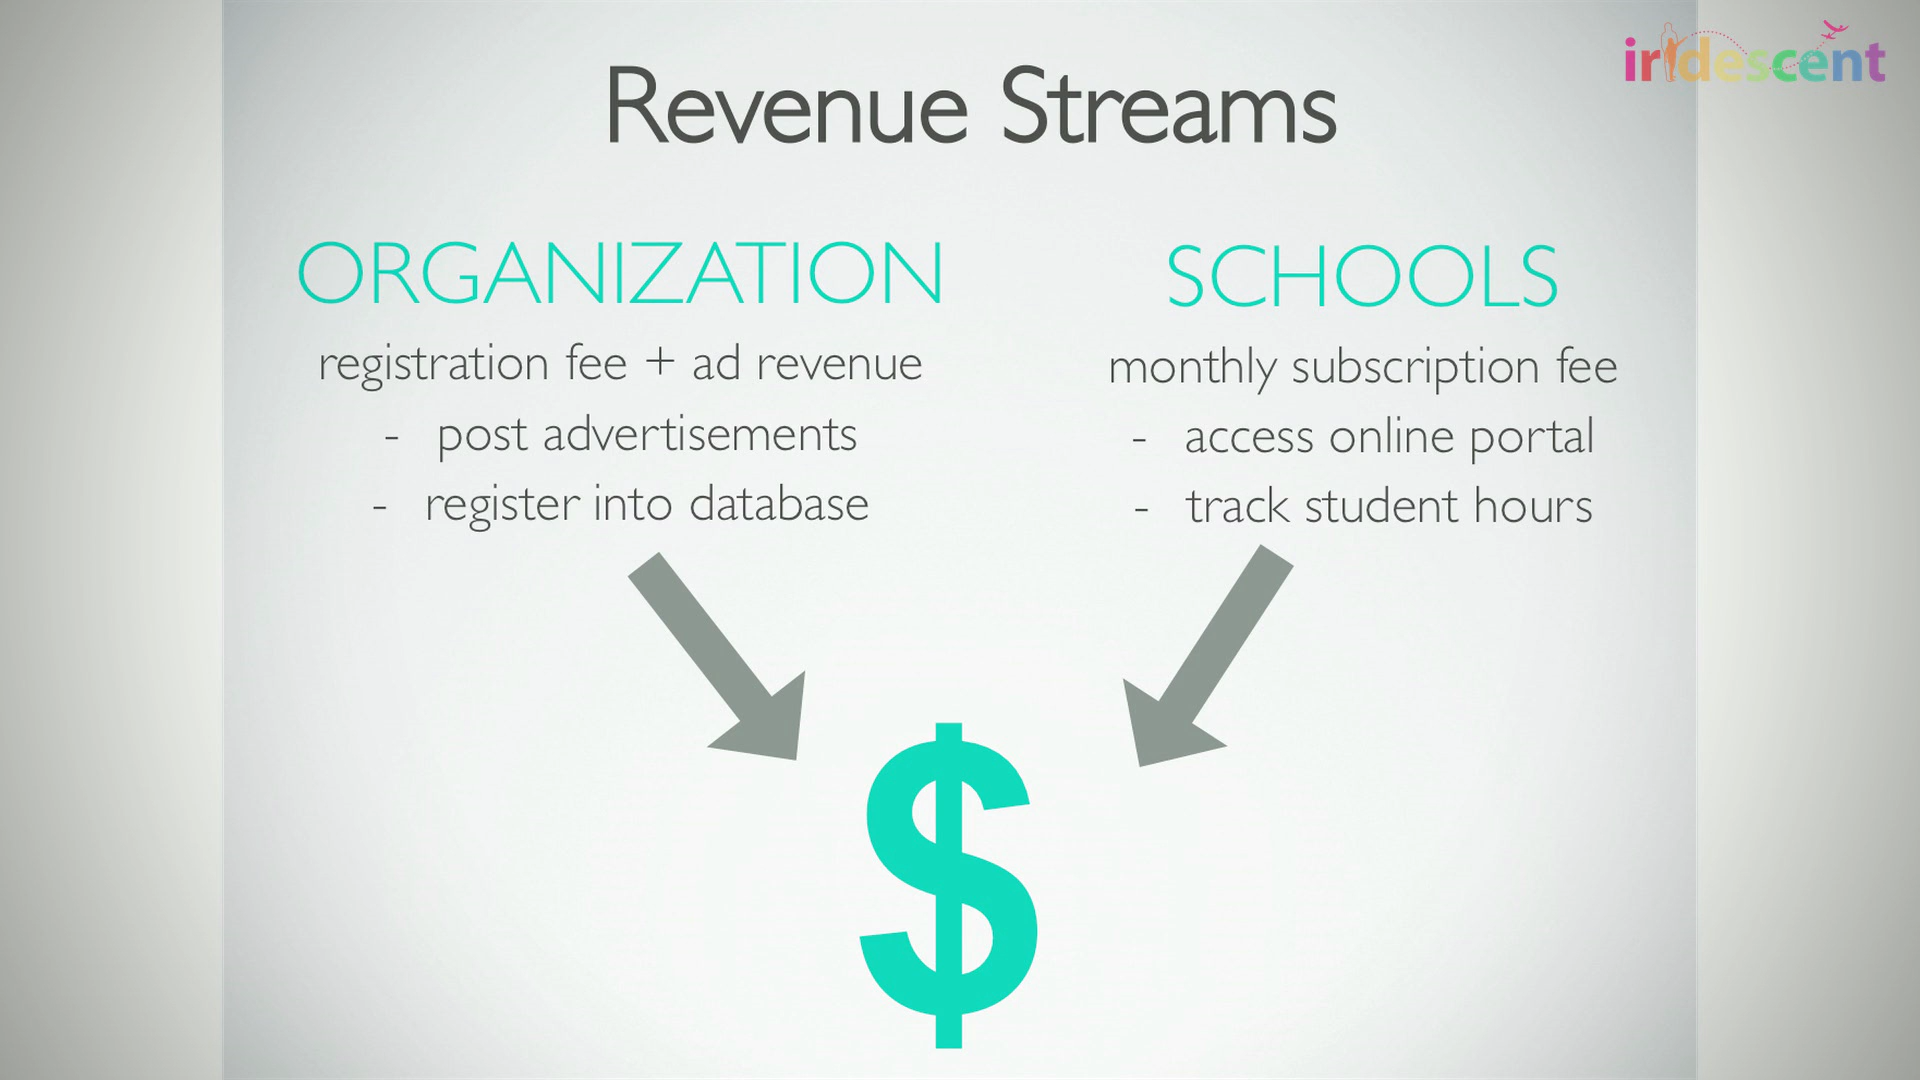 iridescent
Revenue Streams
ORGANIZATION
registration fee + ad revenue
- post advertisements
- register into database
SCHOOLS
monthly subscription fee
- access online portal
- track student hours
$